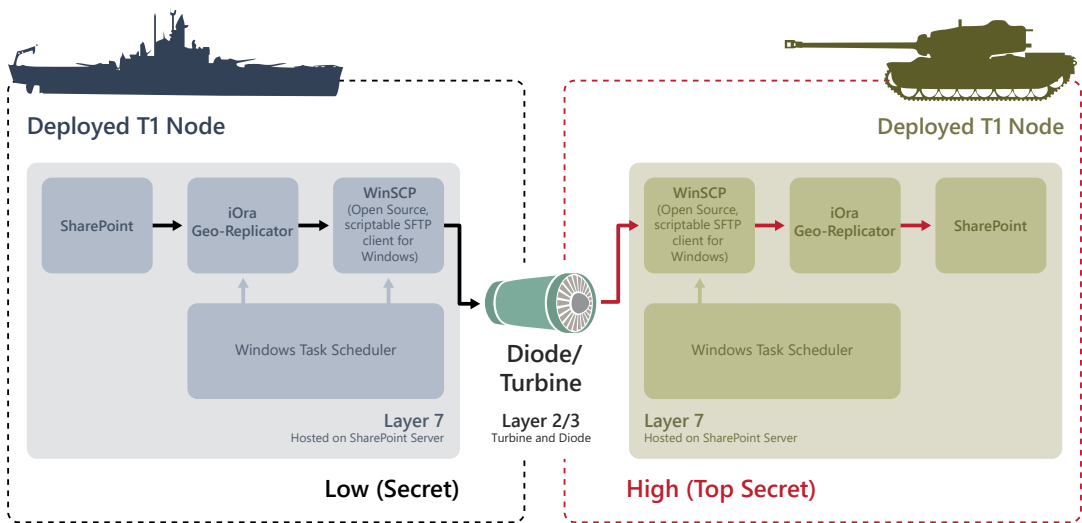 Deployed T1 Node
SharePoint
iOra
Geo-Replicator
WinSCP
(Open Source,
scriptable SFTP
client for
Windows)
Windows Task Scheduler
Layer 7
Hosted on SharePoint Server
Low (Secret)
Diode/
Turbine
Layer 2/3
Turbine and Diode
Deployed T1 Node
WinSCP
(Open Source,
scriptable SFTP
client for
Windows)
iOra
Geo-Replicator
SharePoint
Windows Task Scheduler
Layer 7
Hosted on SharePoint Server
High (Top Secret)